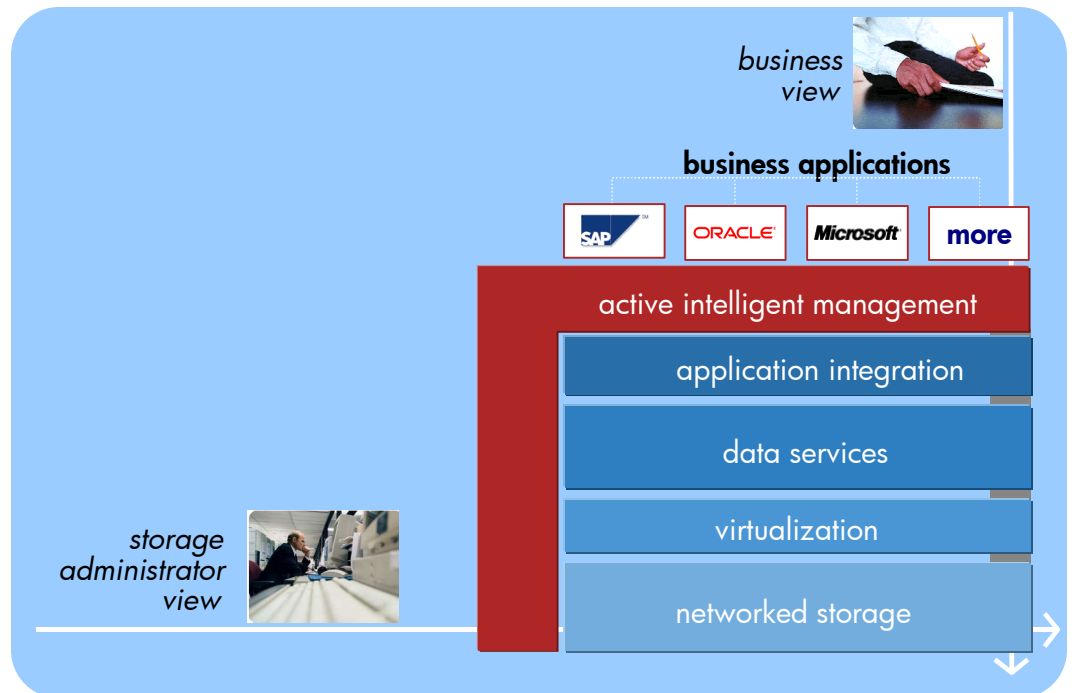 business
view
business applications
SAP ™
ORACLE®
Microsoft®
more
active intelligent management
application integration
data services
virtualization
storage
administrator
view
networked storage